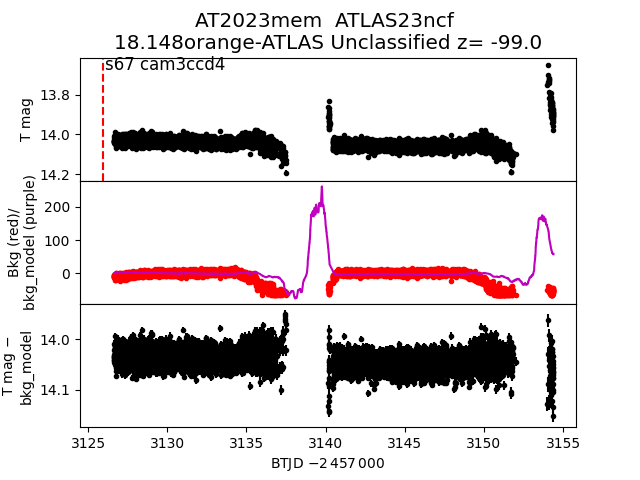 AT2023mem  ATLAS23ncf
18.148orange-ATLAS Unclassified z= -99.0
s67 cam3ccd4
T mag
13.8
14.0
14.2
Bkg (red)/
bkg_model (purple)
200
100
0
T mag −
bkg_model
14.0
14.1
3125 3130 3135 3140 3145 3150 3155
BTJD −2 457 000